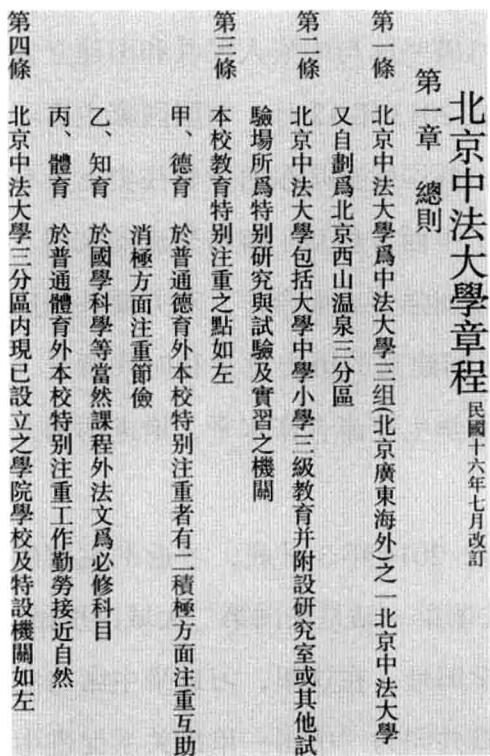 北京中法大學章程 民國十六年七月改訂
第一章 總則
第一條 北京中法大學爲中法大學三组(北京廣東海外)之一北京中法大學
又自劃爲北京西山温泉三分區
第二條 北京中法大學包括大學中學小學三級教育并附設研究室或其他試
驗場所爲特别研究與試驗及實習之機關
第三條 本校教育特别注重之點如左
甲、德育 於普通德育外本校特别注重者有二積極方面注重互助
消極方面注重節儉
乙、知育 於國學科學等當然課程外法文爲必修科目
丙、體育 於普通體育外本校特别注重工作勤勞接近自然
第四條 北京中法大學三分區内現已設立之學院學校及特設機關如左